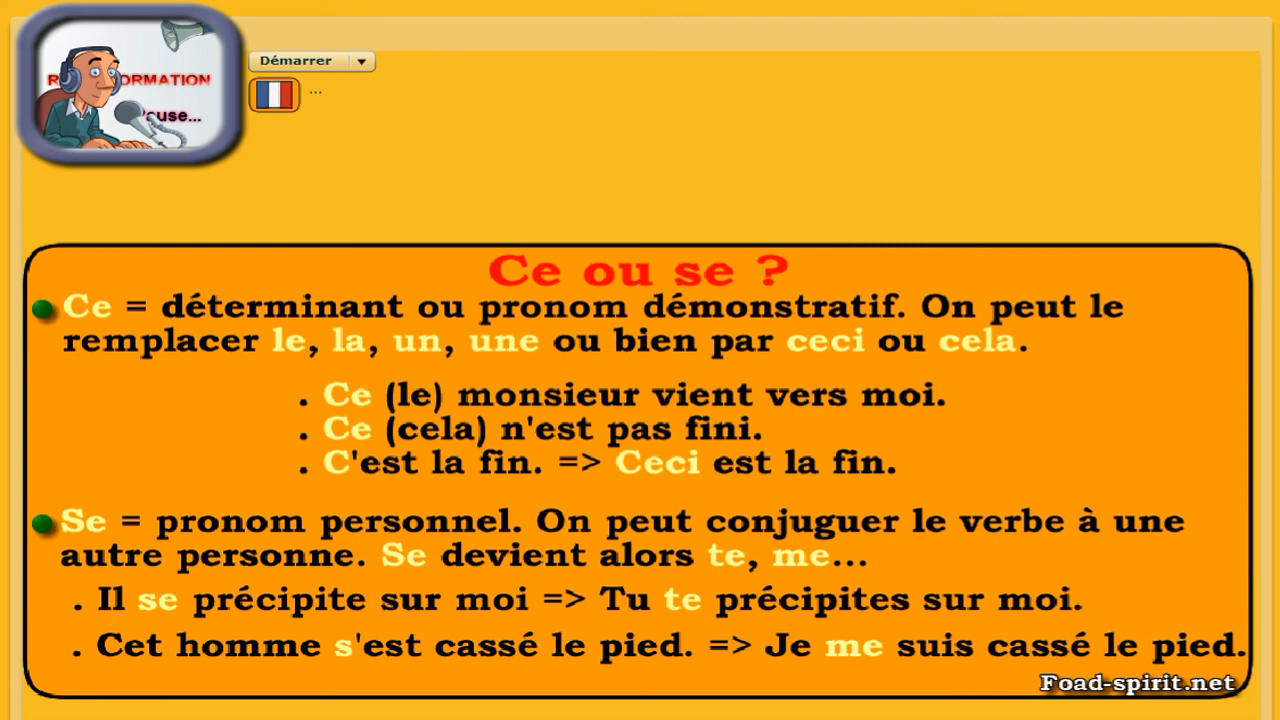 R ORMATION
ause...
Démarrer
...
Ce ou se ?
Ce = déterminant ou pronom démonstratif. On peut le
remplacer le, la, un, une ou bien par ceci ou cela.
. Ce (le) monsieur vient vers moi.
. Ce (cela) n'est pas fini.
. C'est la fin. => Ceci est la fin.
Se = pronom personnel. On peut conjuguer le verbe à une
autre personne. Se devient alors te, me...
. Il se précipite sur moi => Tu te précipites sur moi.
. Cet homme s'est cassé le pied. => Je me suis cassé le pied.
Foad-spirit.net